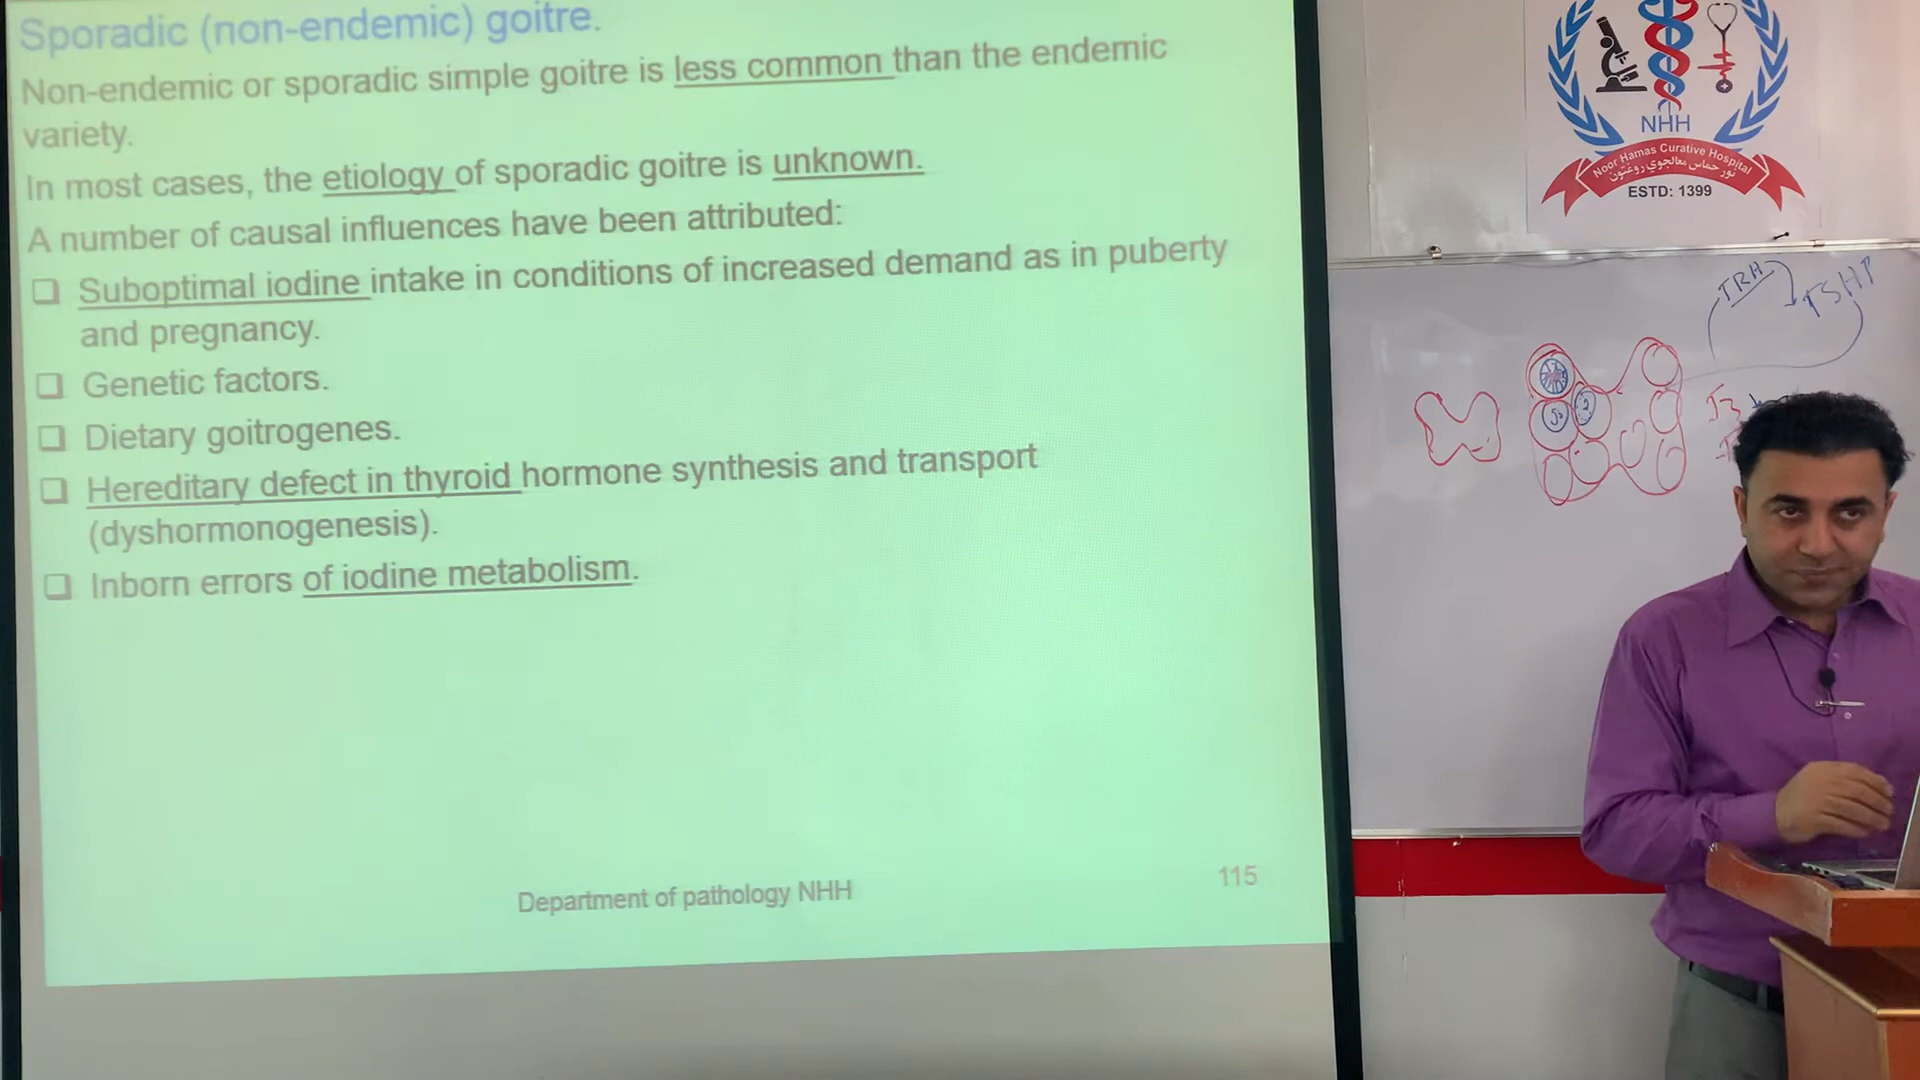 Sporadic (non-endemic) goitre.
Non-endemic or sporadic simple goitre is less common than the endemic
variety.
In most cases, the etiology of sporadic goitre is unknown.
A number of causal influences have been attributed:
❑ Suboptimal iodine intake in conditions of increased demand as in puberty
and pregnancy.
❑ Genetic factors.
❑ Dietary goitrogenes.
❑ Hereditary defect in thyroid hormone synthesis and transport
(dyshormonogenesis).
❑ Inborn errors of iodine metabolism.
Department of pathology NHH
115
NHH
Noor Hamas Curative Hospital
نور حماس معالجوي روغتون
ESTD: 1399
TRH
TSH↑